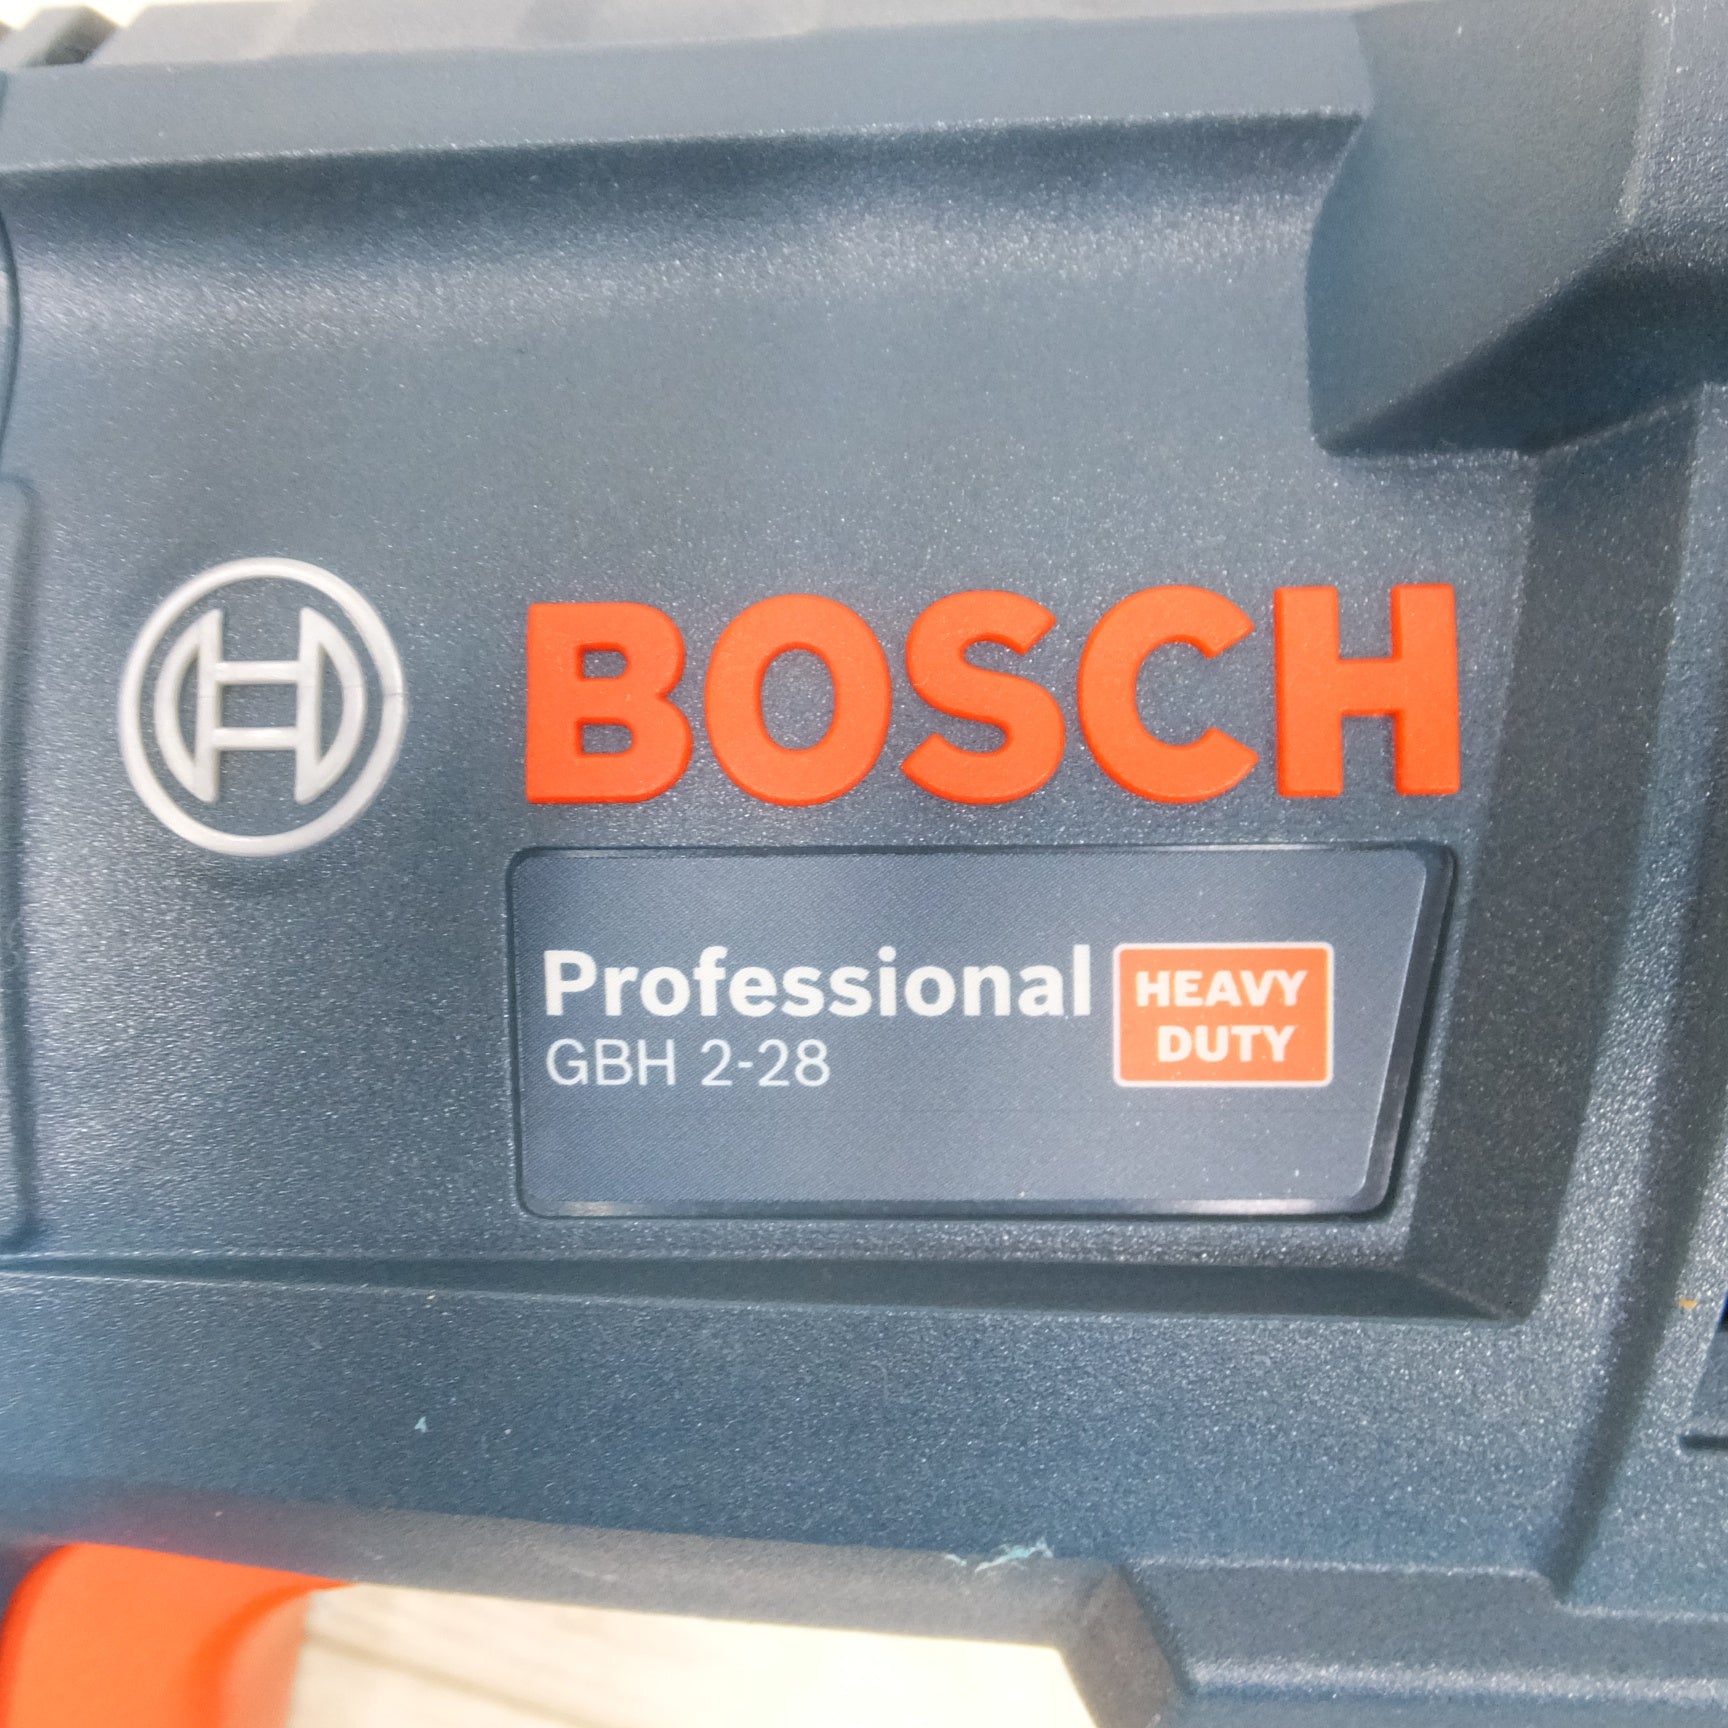 BOSCH
Professional
GBH 2-28
HEAVY
DUTY